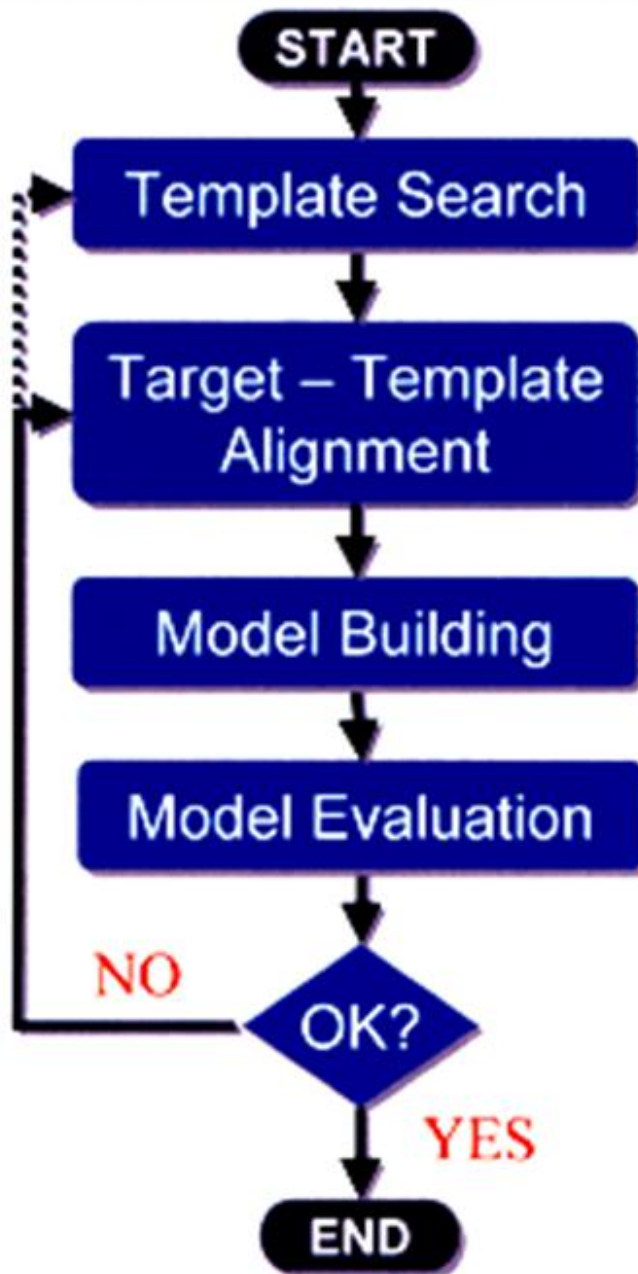 START
Template Search
Target – Template
Alignment
Model Building
Model Evaluation
NO
OK?
YES
END